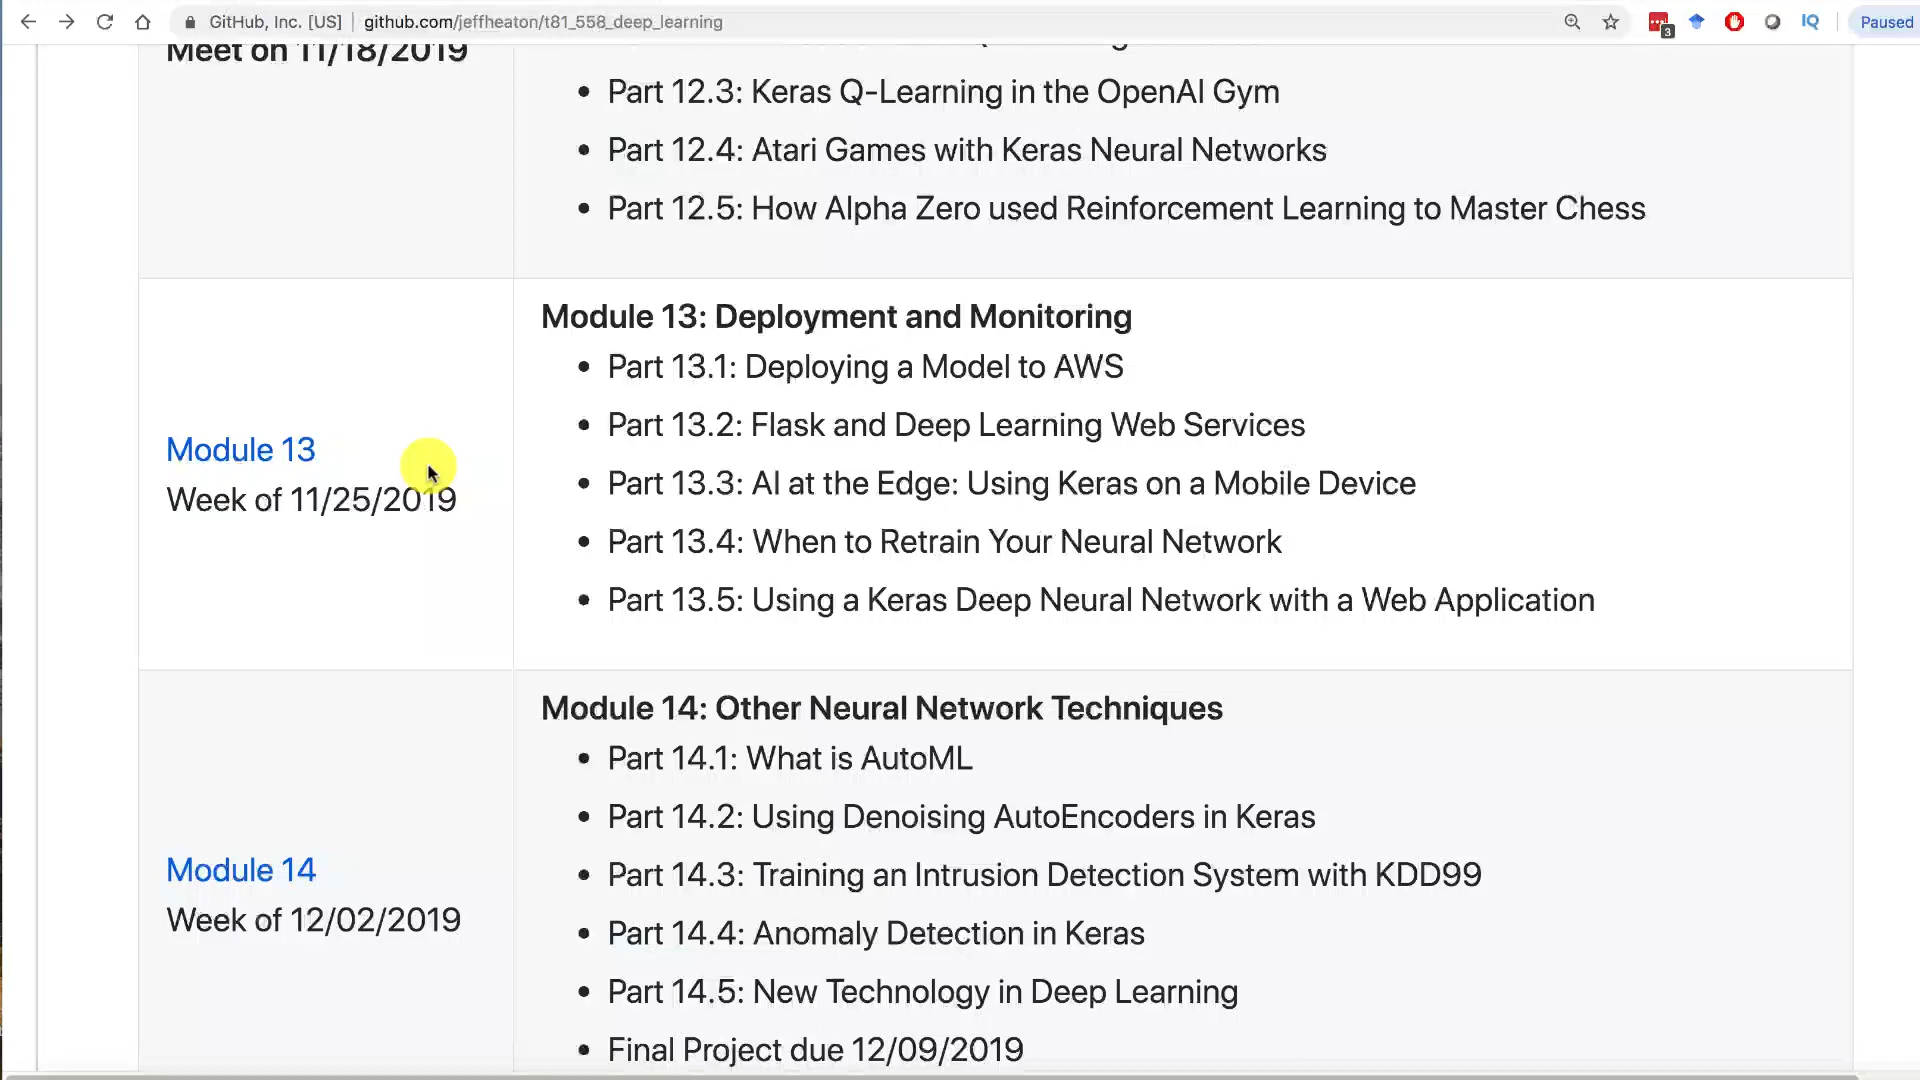 GitHub, Inc. [US] | github.com/jeffheaton/t81_558_deep_learning
3
IQ
Paused
Meet on 11/18/2019
• Part 12.3: Keras Q-Learning in the OpenAI Gym
• Part 12.4: Atari Games with Keras Neural Networks
• Part 12.5: How Alpha Zero used Reinforcement Learning to Master Chess
Module 13
Week of 11/25/2019
Module 13: Deployment and Monitoring
• Part 13.1: Deploying a Model to AWS
• Part 13.2: Flask and Deep Learning Web Services
• Part 13.3: AI at the Edge: Using Keras on a Mobile Device
• Part 13.4: When to Retrain Your Neural Network
• Part 13.5: Using a Keras Deep Neural Network with a Web Application
Module 14
Week of 12/02/2019
Module 14: Other Neural Network Techniques
• Part 14.1: What is AutoML
• Part 14.2: Using Denoising AutoEncoders in Keras
• Part 14.3: Training an Intrusion Detection System with KDD99
• Part 14.4: Anomaly Detection in Keras
• Part 14.5: New Technology in Deep Learning
• Final Project due 12/09/2019